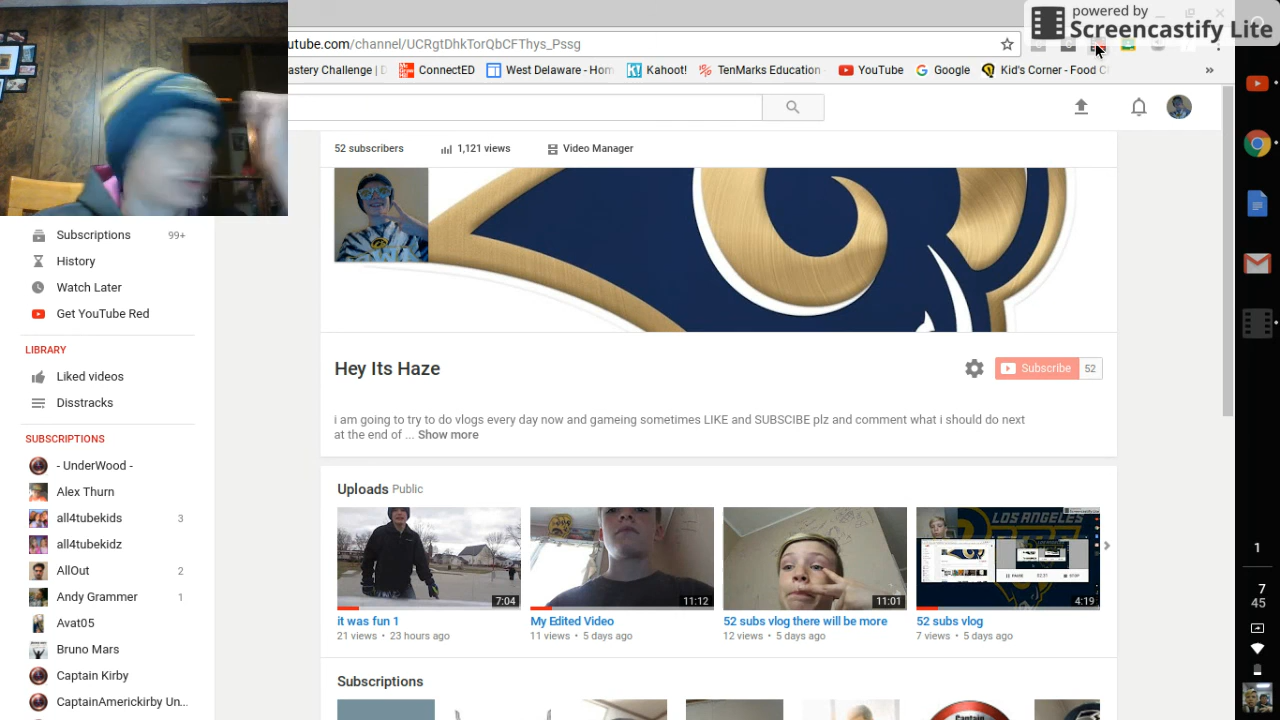 powered by
Screencastify Lite
utube.com/channel/UCRgtDhkTorQbCFThys_Pssg
astery Challenge |
ConnectED
West Delaware - Hom
Kahoot!
TenMarks Education
YouTube
Google
Kid's Corner - Food C
»
52 subscribers
1,121 views
Video Manager
Subscriptions 99+
History
Watch Later
Get YouTube Red
LIBRARY
Liked videos
Disstracks
SUBSCRIPTIONS
- UnderWood -
Alex Thurn
all4tubekids 3
all4tubekidz
AllOut 2
Andy Grammer 1
Avat05
Bruno Mars
Captain Kirby
CaptainAmerickirby Un...
Hey Its Haze
Subscribe 52
i am going to try to do vlogs every day now and gameing sometimes LIKE and SUBSCIBE plz and comment what i should do next
at the end of ... Show more
Uploads Public
LOS ANGELES
7:04
11:12
11:01
4:19
it was fun 1
21 views • 23 hours ago
My Edited Video
11 views • 5 days ago
52 subs vlog there will be more
12 views • 5 days ago
52 subs vlog
7 views • 5 days ago
Subscriptions
Captain
1
7
45